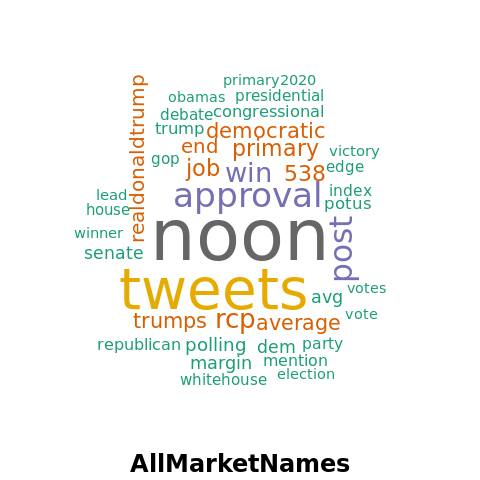 primary2020
obamas presidential
debate congressional
realdonaldtrump
trump democratic
end primary
gop victory
job win 538 edge
lead approval index
house potus
noon
winner post
senate
tweets votes
avg
trumps rcp average vote
republican polling dem party
margin mention
whitehouse election
AllMarketNames